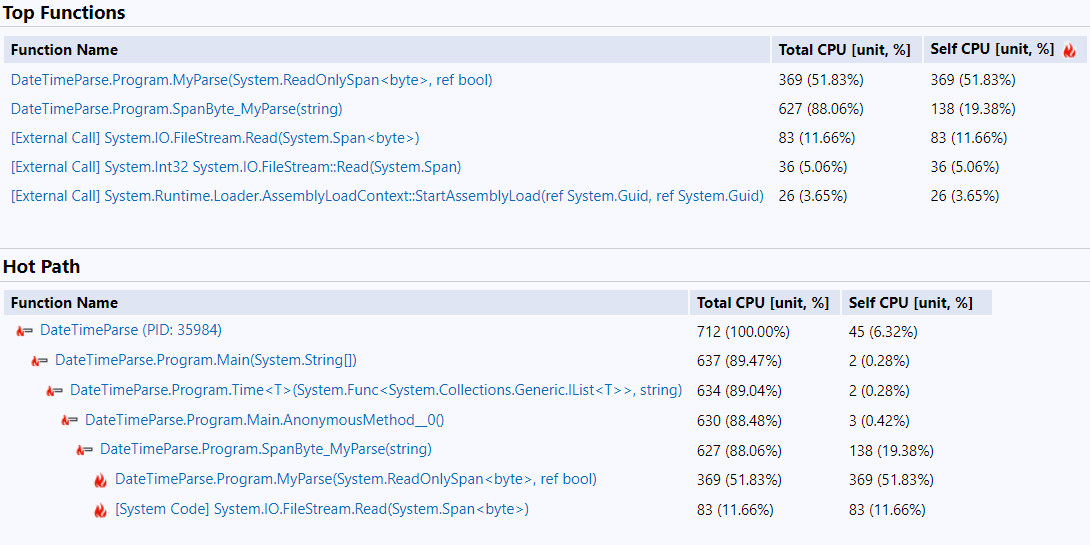 Top Functions
Function Name Total CPU [unit, %] Self CPU [unit, %]
DateTimeParse.Program.MyParse(System.ReadOnlySpan<byte>, ref bool) 369 (51.83%) 369 (51.83%)
DateTimeParse.Program.SpanByte_MyParse(string) 627 (88.06%) 138 (19.38%)
[External Call] System.IO.FileStream.Read(System.Span<byte>) 83 (11.66%) 83 (11.66%)
[External Call] System.Int32 System.IO.FileStream::Read(System.Span) 36 (5.06%) 36 (5.06%)
[External Call] System.Runtime.Loader.AssemblyLoadContext::StartAssemblyLoad(ref System.Guid, ref System.Guid) 26 (3.65%) 26 (3.65%)
Hot Path
Function Name Total CPU [unit, %] Self CPU [unit, %]
DateTimeParse (PID: 35984) 712 (100.00%) 45 (6.32%)
DateTimeParse.Program.Main(System.String[]) 637 (89.47%) 2 (0.28%)
DateTimeParse.Program.Time<T>(System.Func<System.Collections.Generic.IList<T>>, string) 634 (89.04%) 2 (0.28%)
DateTimeParse.Program.Main.AnonymousMethod__0() 630 (88.48%) 3 (0.42%)
DateTimeParse.Program.SpanByte_MyParse(string) 627 (88.06%) 138 (19.38%)
DateTimeParse.Program.MyParse(System.ReadOnlySpan<byte>, ref bool) 369 (51.83%) 369 (51.83%)
[System Code] System.IO.FileStream.Read(System.Span<byte>) 83 (11.66%) 83 (11.66%)